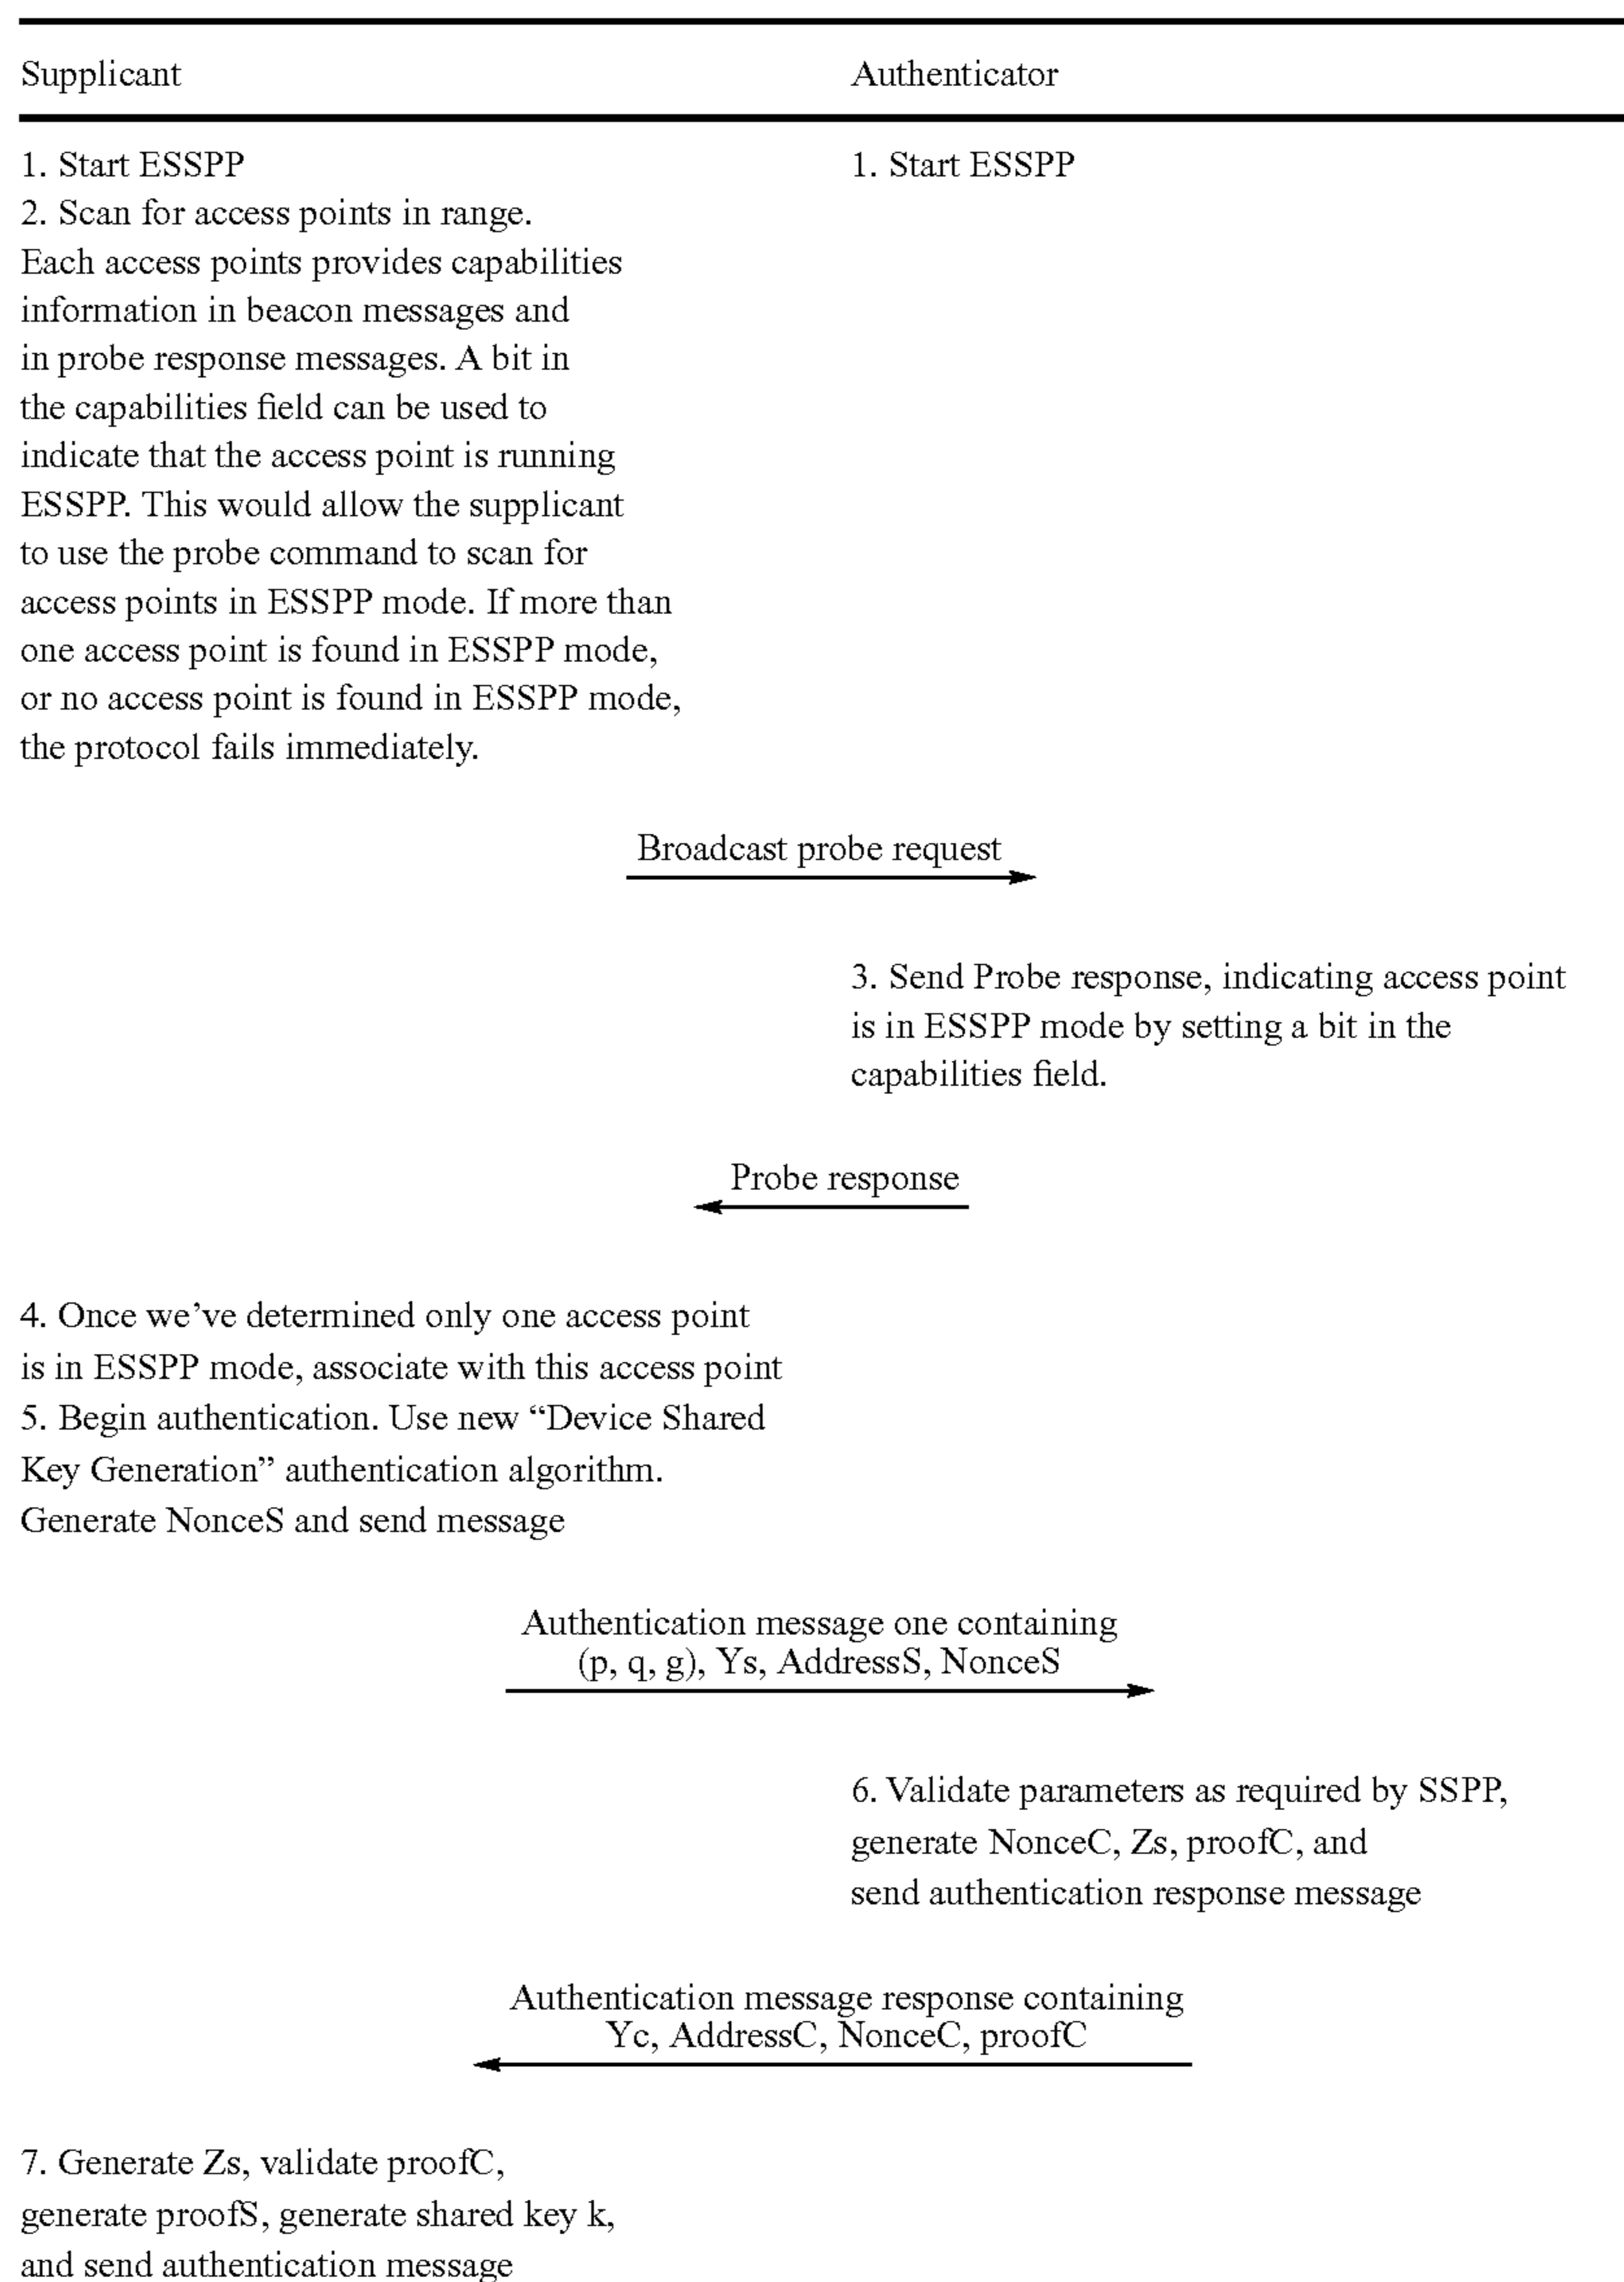 Supplicant
Authenticator
1. Start ESSPP
1. Start ESSPP
2. Scan for access points in range.
Each access points provides capabilities
information in beacon messages and
in probe response messages. A bit in
the capabilities field can be used to
indicate that the access point is running
ESSPP. This would allow the supplicant
to use the probe command to scan for
access points in ESSPP mode. If more than
one access point is found in ESSPP mode,
or no access point is found in ESSPP mode,
the protocol fails immediately.
Broadcast probe request
3. Send Probe response, indicating access point
is in ESSPP mode by setting a bit in the
capabilities field.
Probe response
4. Once we’ve determined only one access point
is in ESSPP mode, associate with this access point
5. Begin authentication. Use new “Device Shared
Key Generation” authentication algorithm.
Generate NonceS and send message
Authentication message one containing
(p, q, g), Ys, AddressS, NonceS
6. Validate parameters as required by SSPP,
generate NonceC, Zs, proofC, and
send authentication response message
Authentication message response containing
Yc, AddressC, NonceC, proofC
7. Generate Zs, validate proofC,
generate proofS, generate shared key k,
and send authentication message